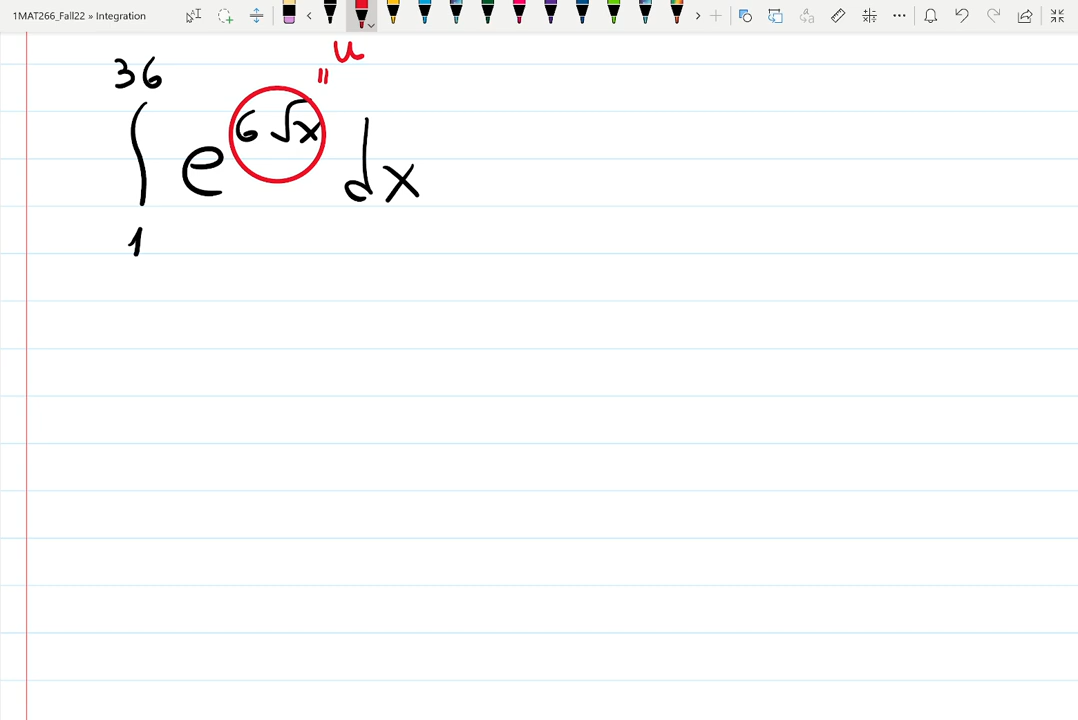 1MAT266_Fall22 » Integration
u
=
36
∫ e^{6√x} dx
1